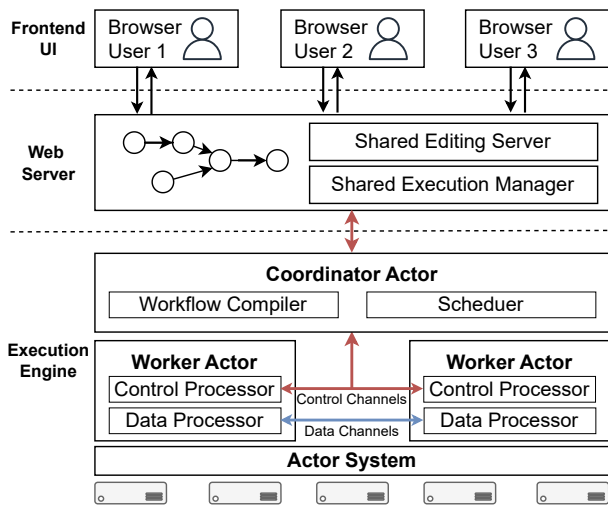 Frontend
UI
Browser
User 1
Browser
User 2
Browser
User 3
Web
Server
Shared Editing Server
Shared Execution Manager
Execution
Engine
Coordinator Actor
Workflow Compiler
Scheduer
Worker Actor
Control Processor
Data Processor
Control Channels
Data Channels
Worker Actor
Control Processor
Data Processor
Actor System